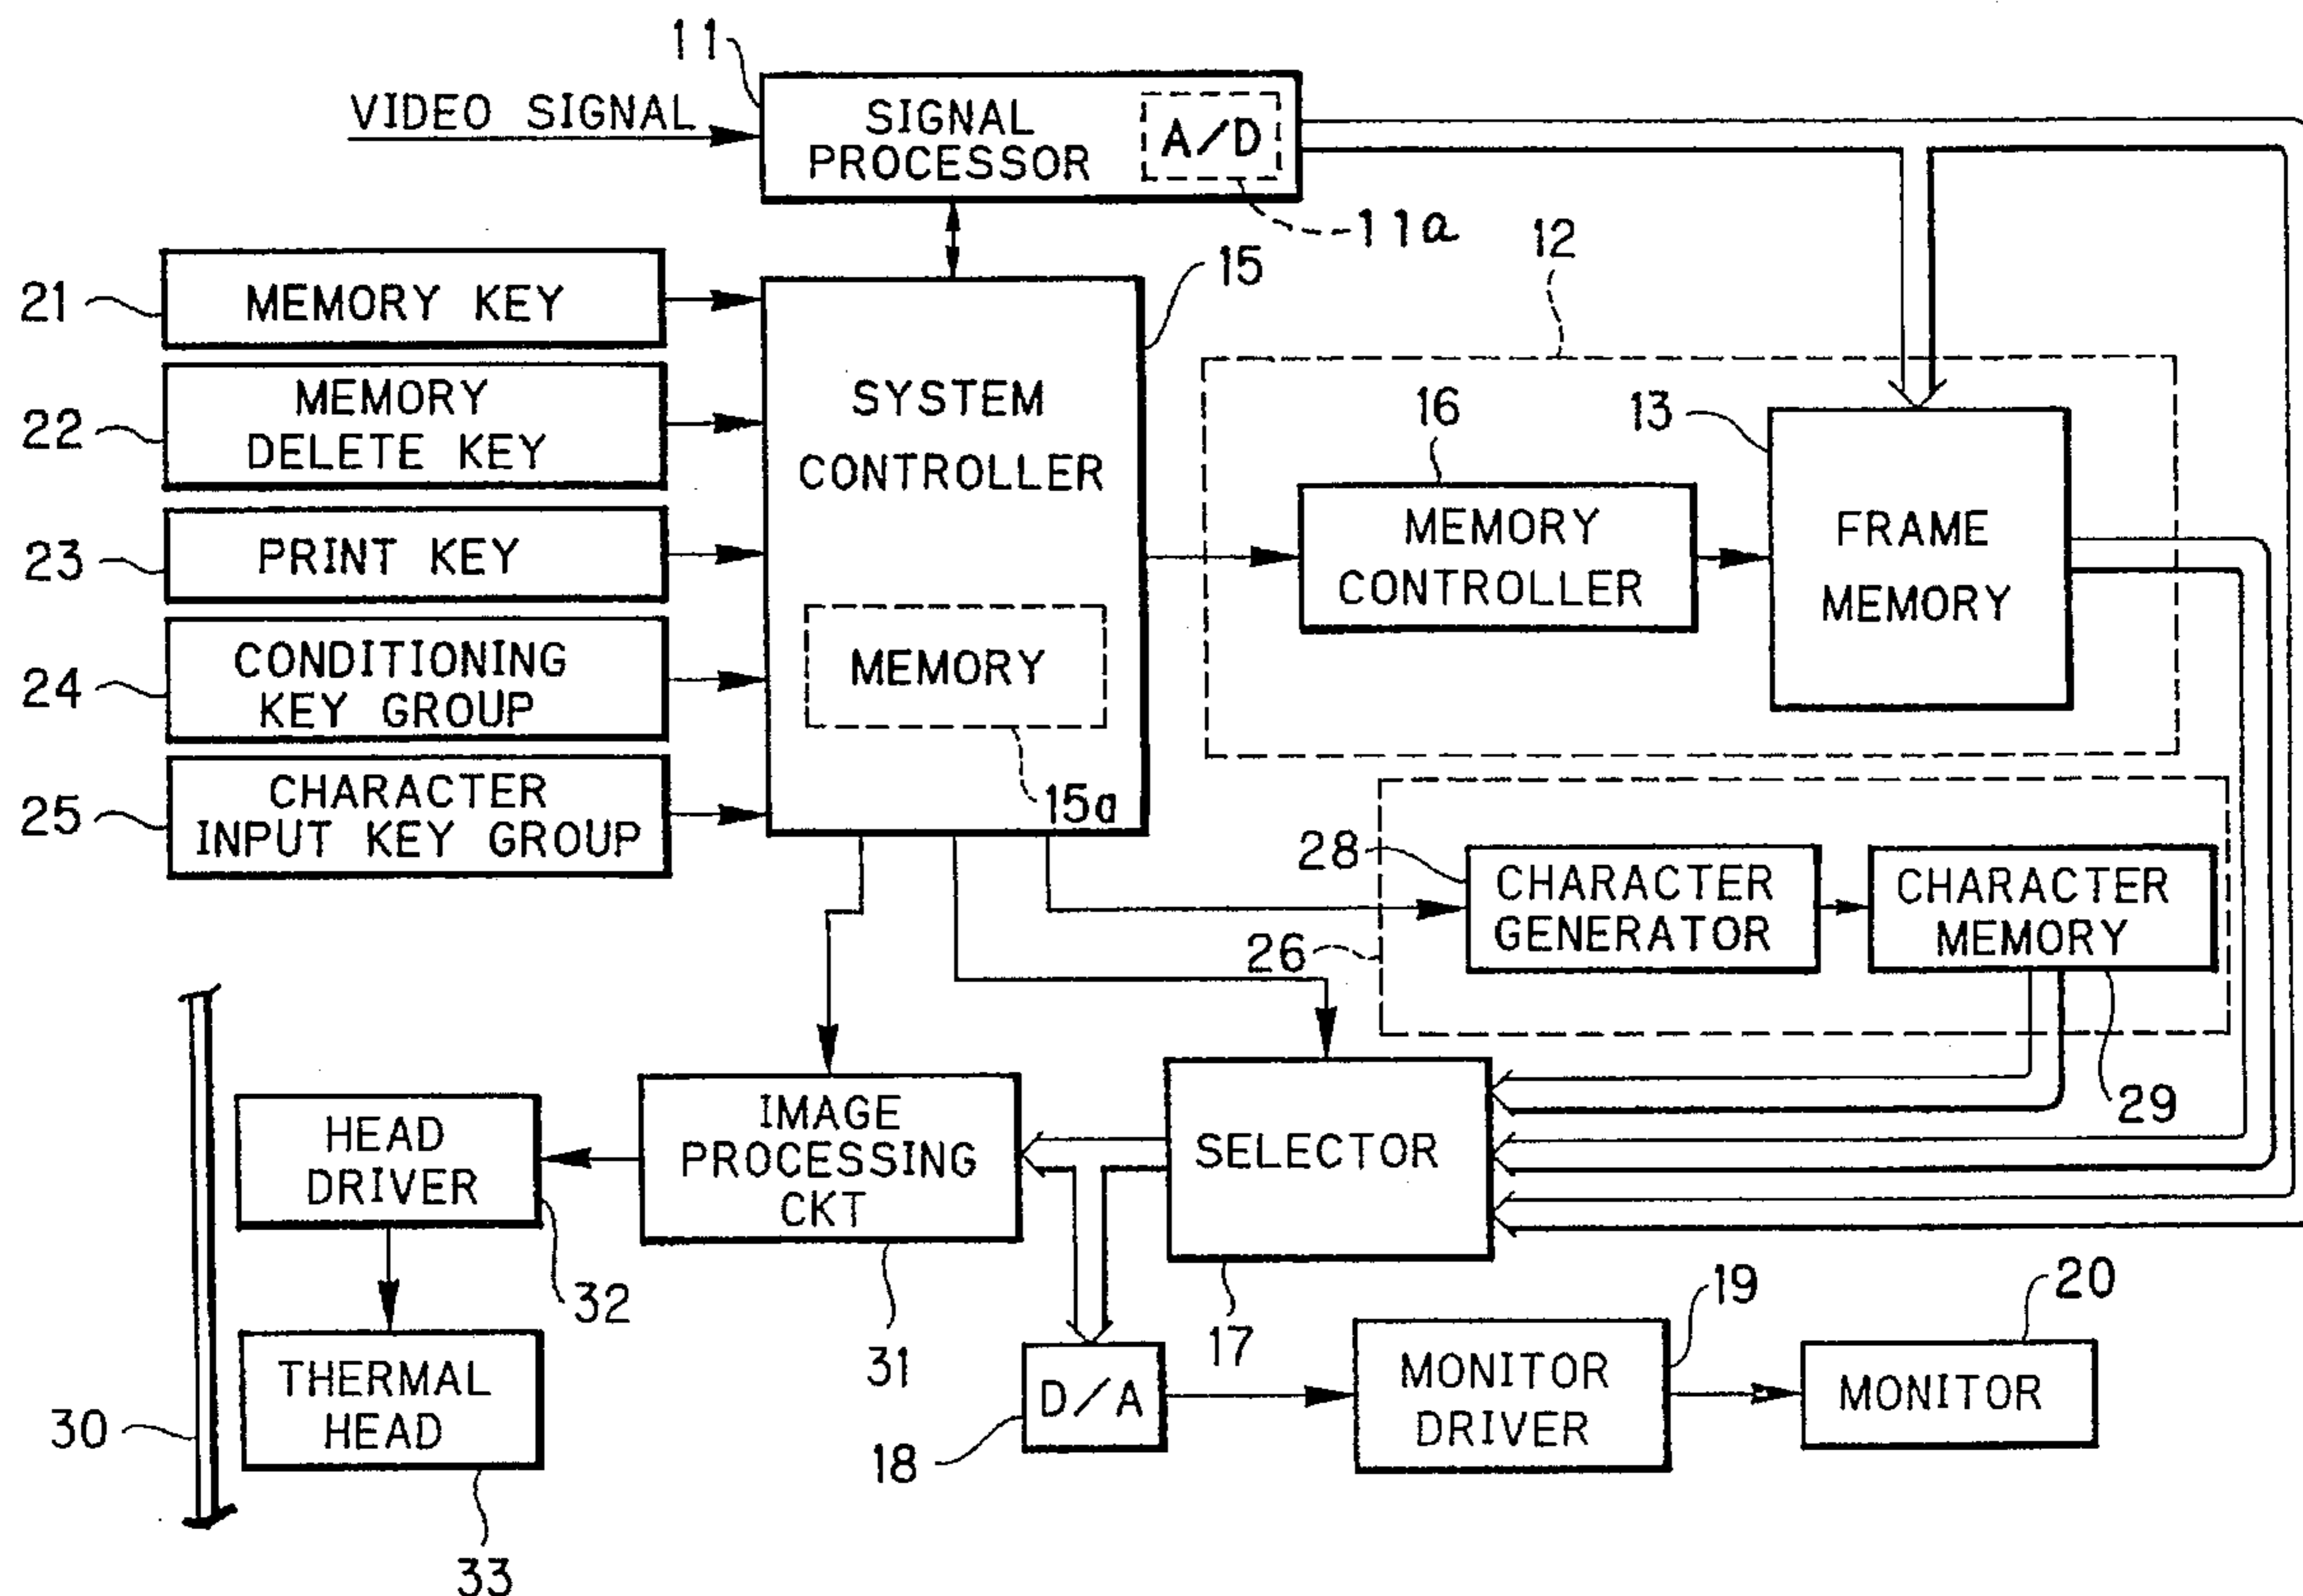 11
VIDEO SIGNAL
SIGNAL
PROCESSOR
A/D
11a
12
15
21
MEMORY KEY
22
MEMORY
DELETE KEY
23
PRINT KEY
24
CONDITIONING
KEY GROUP
25
CHARACTER
INPUT KEY GROUP
SYSTEM
CONTROLLER
MEMORY
15a
16
MEMORY
CONTROLLER
13
FRAME
MEMORY
28
CHARACTER
GENERATOR
CHARACTER
MEMORY
26
29
HEAD
DRIVER
32
IMAGE
PROCESSING
CKT
31
SELECTOR
17
30
THERMAL
HEAD
33
D/A
18
MONITOR
DRIVER
19
MONITOR
20